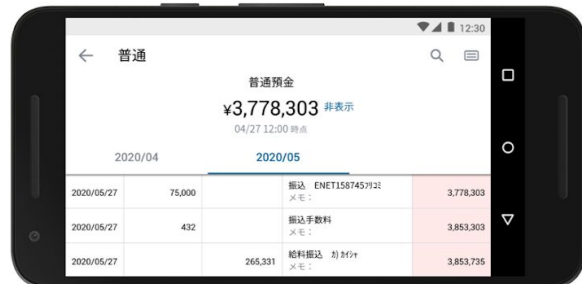 12:30
普通
普通預金
¥3,778,303 非表示
04/27 12:00 時点
2020/04 2020/05
2020/05/27 75,000 振込 ENET158745ﾌﾘｺﾐ 3,778,303
メモ：
2020/05/27 432 振込手数料 3,853,303
メモ：
2020/05/27 265,331 給料振込 ｶ) ｶｲｼｬ 3,853,735
メモ：